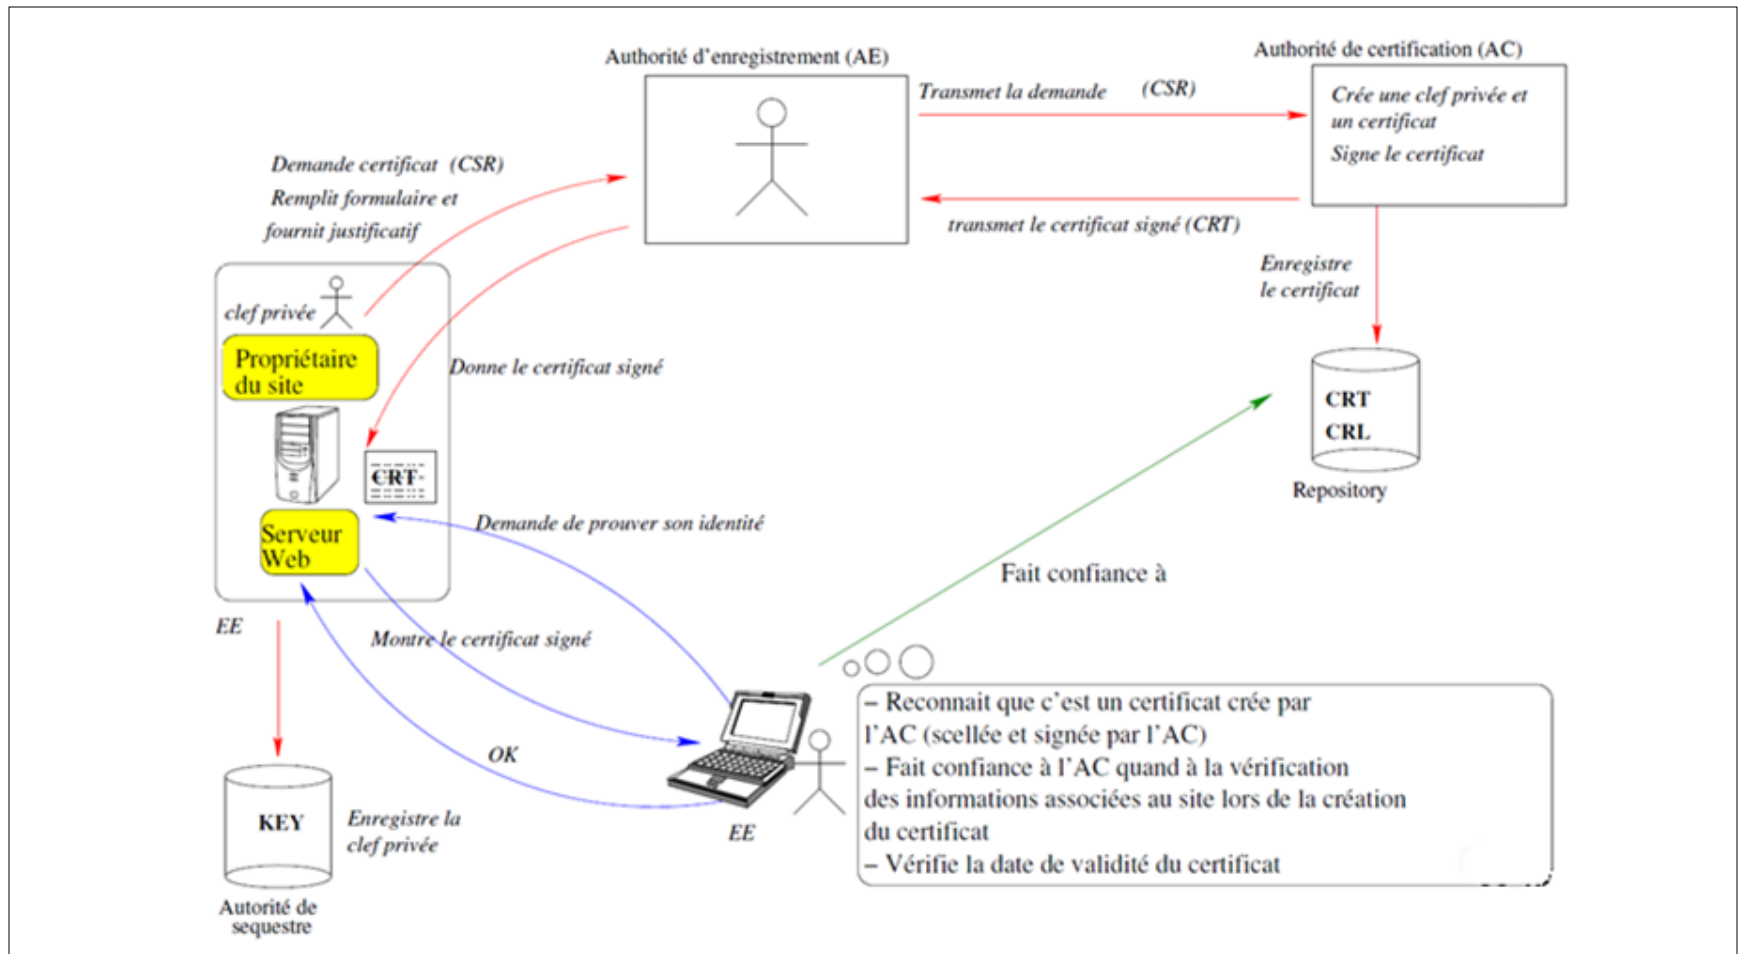 Authorité d'enregistrement (AE)
Authorité de certification (AC)
Transmet la demande (CSR)
Crée une clef privée et
un certificat
Signe le certificat
Demande certificat (CSR)
Remplit formulaire et
fournit justificatif
transmet le certificat signé (CRT)
Enregistre
le certificat
clef privée
Propriétaire
du site
Donne le certificat signé
CRT
CRL
Repository
CRT
Serveur
Web
Demande de prouver son identité
Fait confiance à
EE
Montre le certificat signé
OK
– Reconnait que c'est un certificat crée par
l'AC (scellée et signée par l'AC)
– Fait confiance à l'AC quand à la vérification
des informations associées au site lors de la création
du certificat
– Vérifie la date de validité du certificat
EE
KEY
Enregistre la
clef privée
Autorité de
sequestre